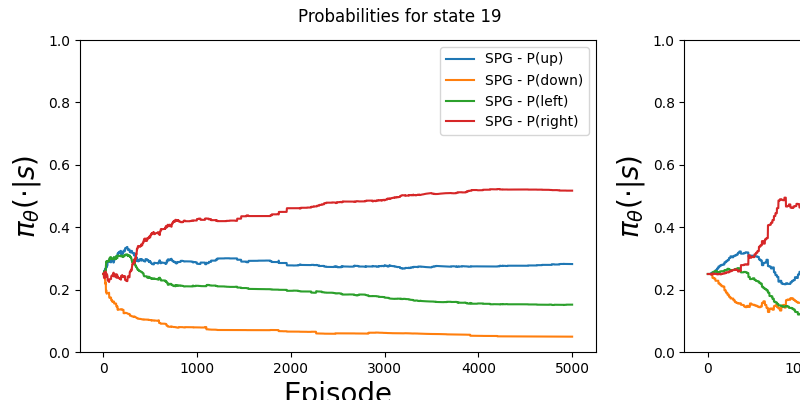 Probabilities for state 19
1.0
0.8
0.6
0.4
0.2
0.0
π_θ(·|s)
SPG - P(up)
SPG - P(down)
SPG - P(left)
SPG - P(right)
0 1000 2000 3000 4000 5000
Episode
1.0
0.8
0.6
0.4
0.2
0.0
π_θ(·|s)
0